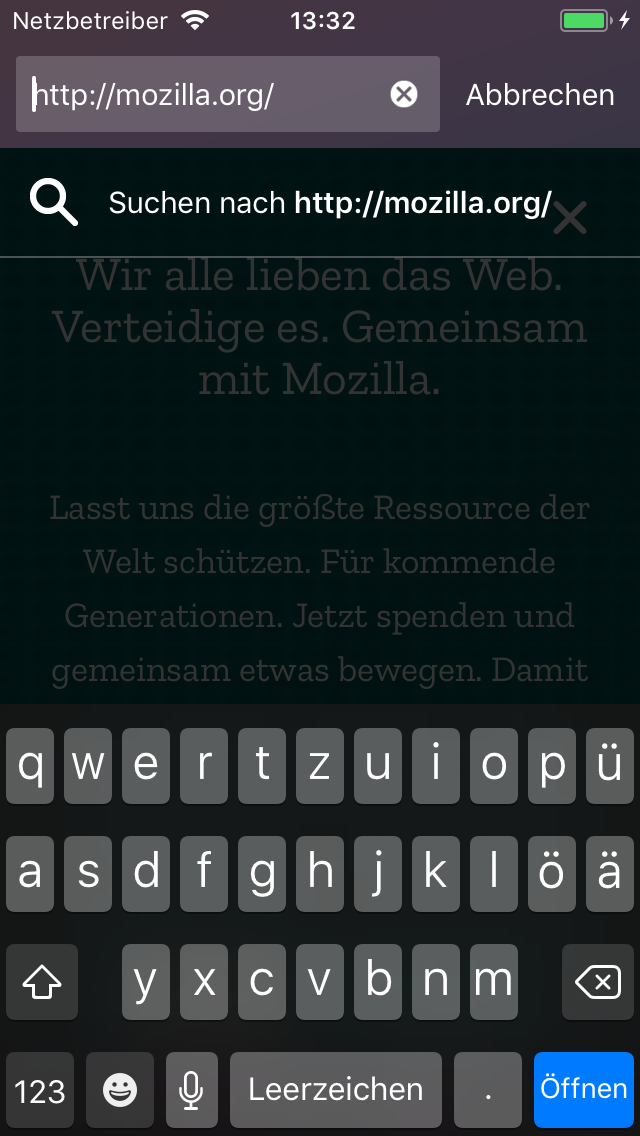 Netzbetreiber 13:32
http://mozilla.org/ Abbrechen
Suchen nach http://mozilla.org/
Wir alle lieben das Web.
Verteidige es. Gemeinsam
mit Mozilla.
Lasst uns die größte Ressource der
Welt schützen. Für kommende
Generationen. Jetzt spenden und
gemeinsam etwas bewegen. Damit
q w e r t z u i o p ü
a s d f g h j k l ö ä
y x c v b n m
123 Leerzeichen . Öffnen